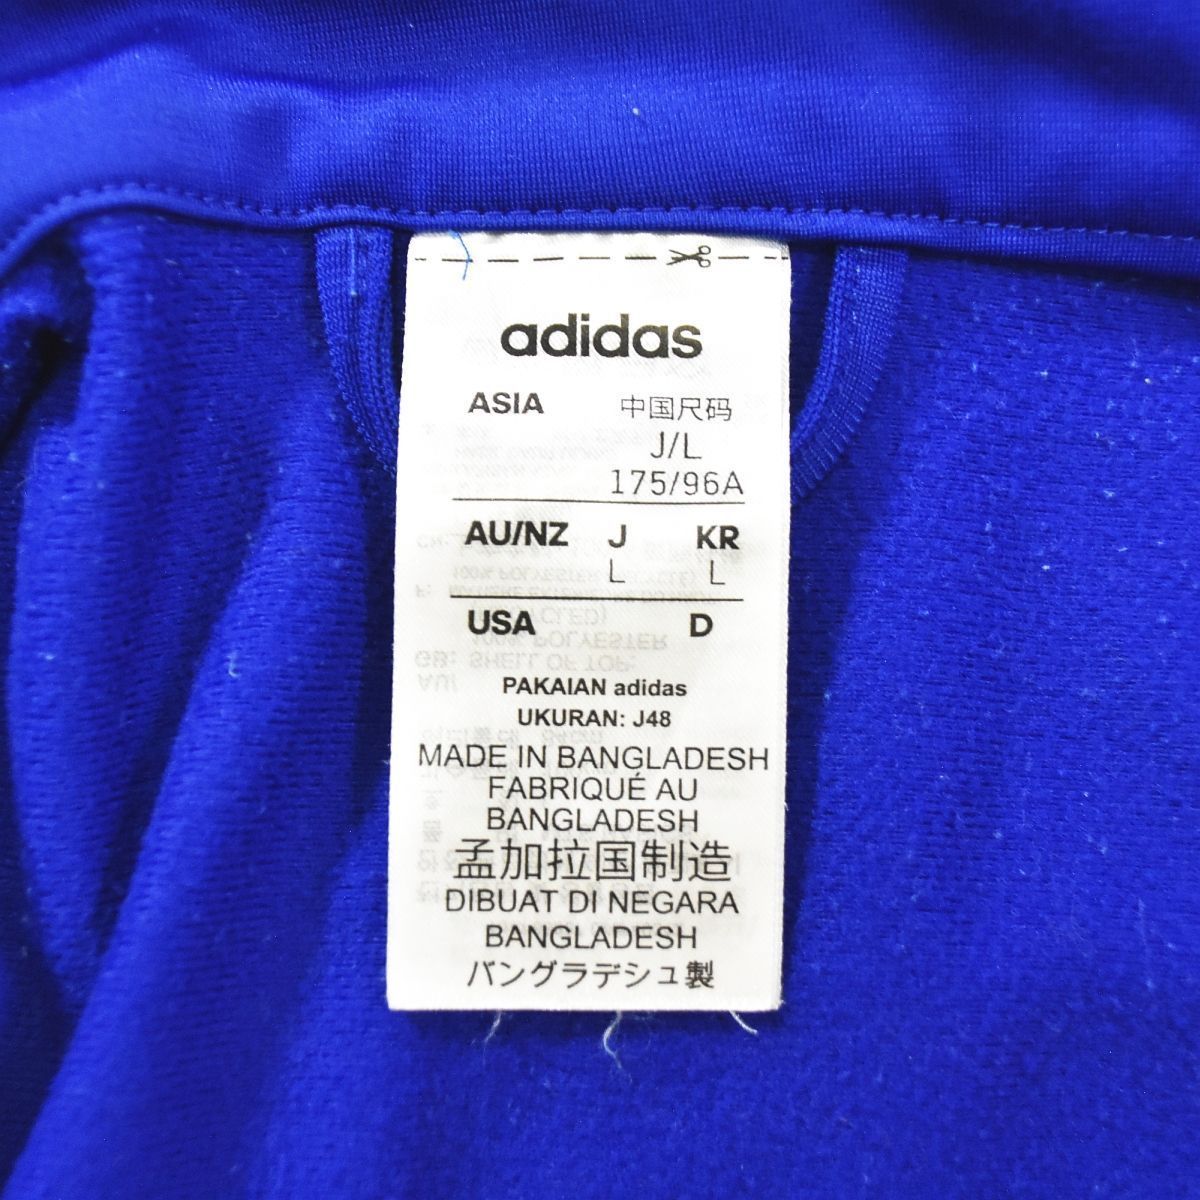 adidas
ASIA 中国尺码
J/L
175/96A
AU/NZ J KR
L L
USA D
PAKAIAN adidas
UKURAN: J48
MADE IN BANGLADESH
FABRIQUÉ AU
BANGLADESH
孟加拉国制造
DIBUAT DI NEGARA
BANGLADESH
バングラデシュ製